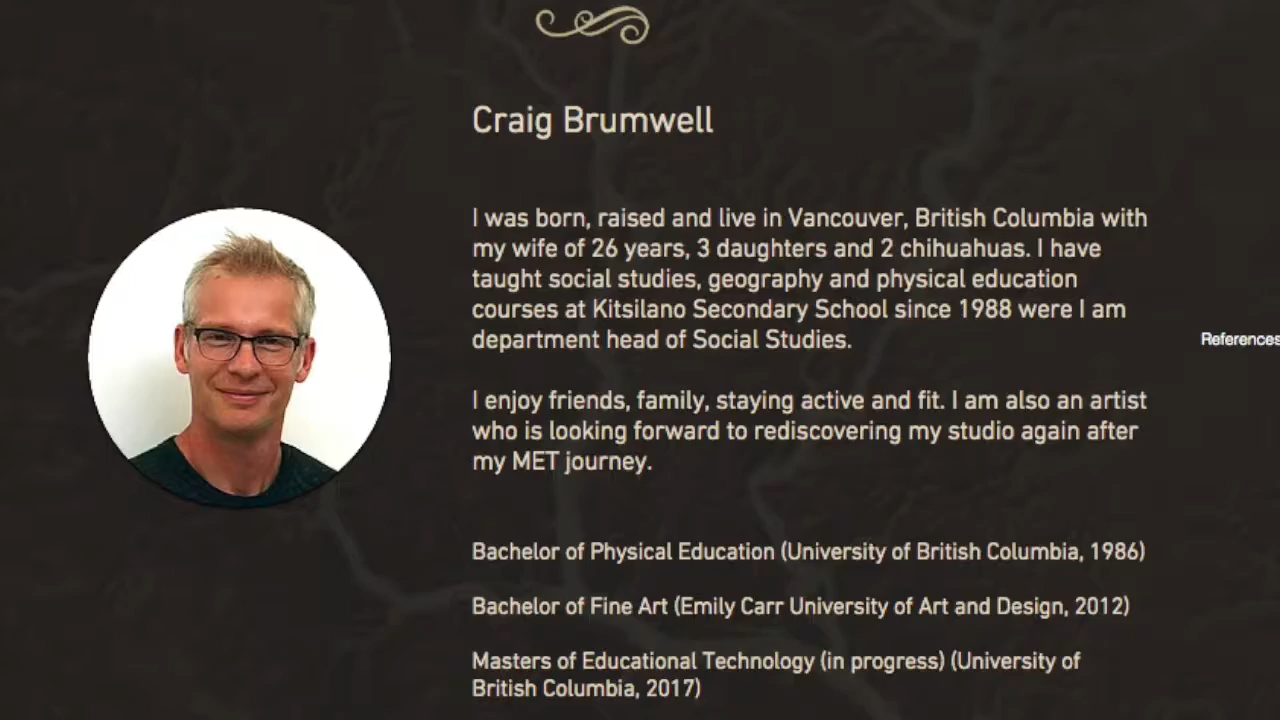 Craig Brumwell
I was born, raised and live in Vancouver, British Columbia with
my wife of 26 years, 3 daughters and 2 chihuahuas. I have
taught social studies, geography and physical education
courses at Kitsilano Secondary School since 1988 were I am
department head of Social Studies.
References
I enjoy friends, family, staying active and fit. I am also an artist
who is looking forward to rediscovering my studio again after
my MET journey.
Bachelor of Physical Education (University of British Columbia, 1986)
Bachelor of Fine Art (Emily Carr University of Art and Design, 2012)
Masters of Educational Technology (in progress) (University of
British Columbia, 2017)